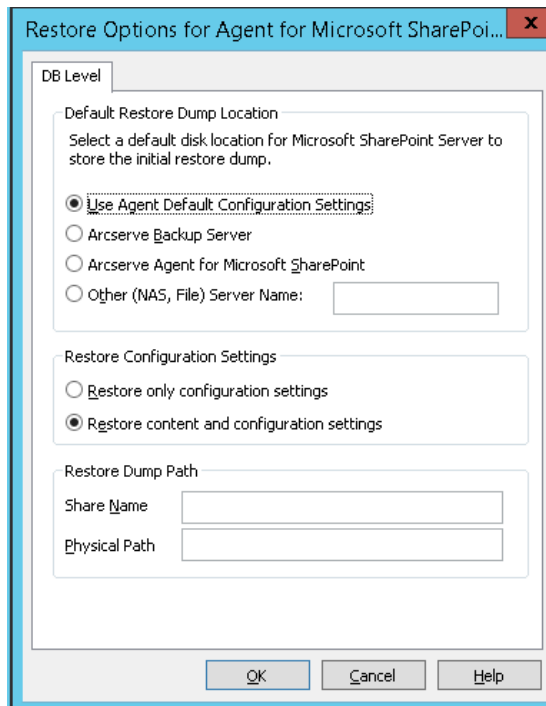 Restore Options for Agent for Microsoft SharePoi... x
DB Level
Default Restore Dump Location
Select a default disk location for Microsoft SharePoint Server to
store the initial restore dump.
Use Agent Default Configuration Settings
Arcserve Backup Server
Arcserve Agent for Microsoft SharePoint
Other (NAS, File) Server Name:
Restore Configuration Settings
Restore only configuration settings
Restore content and configuration settings
Restore Dump Path
Share Name
Physical Path
OK Cancel Help